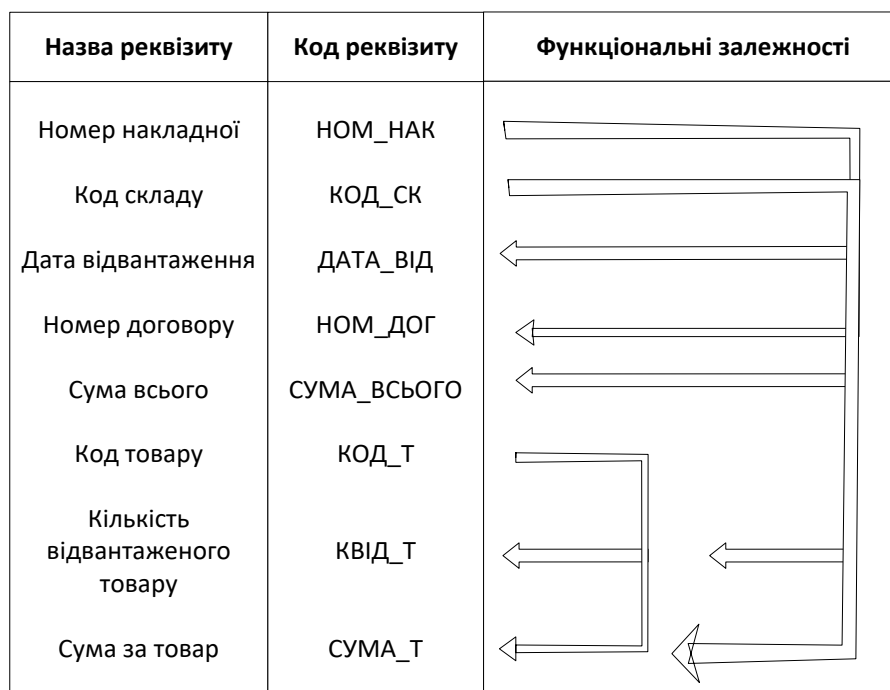 Назва реквізиту Код реквізиту Функціональні залежності
Номер накладної НОМ_НАК
Код складу КОД_СК
Дата відвантаження ДАТА_ВІД
Номер договору НОМ_ДОГ
Сума всього СУМА_ВСЬОГО
Код товару КОД_Т
Кількість
відвантаженого КВІД_Т
товару
Сума за товар СУМА_Т